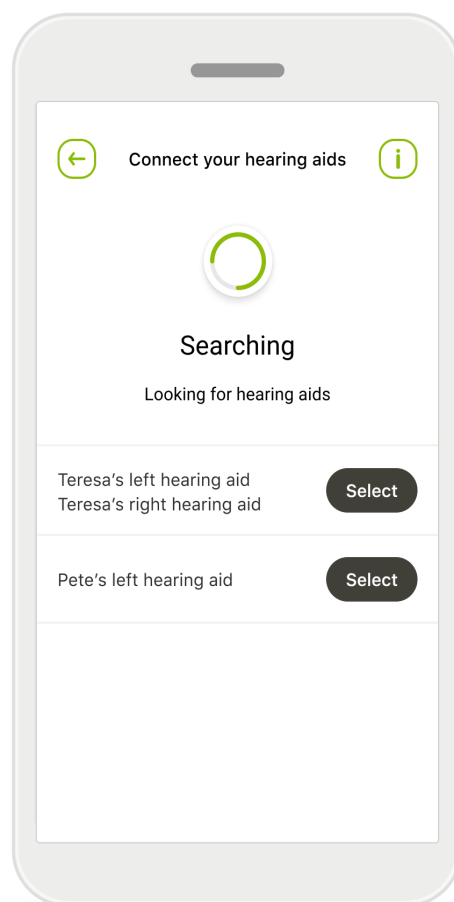 Connect your hearing aids
Searching
Looking for hearing aids
Teresa’s left hearing aid
Teresa’s right hearing aid
Select
Pete’s left hearing aid
Select